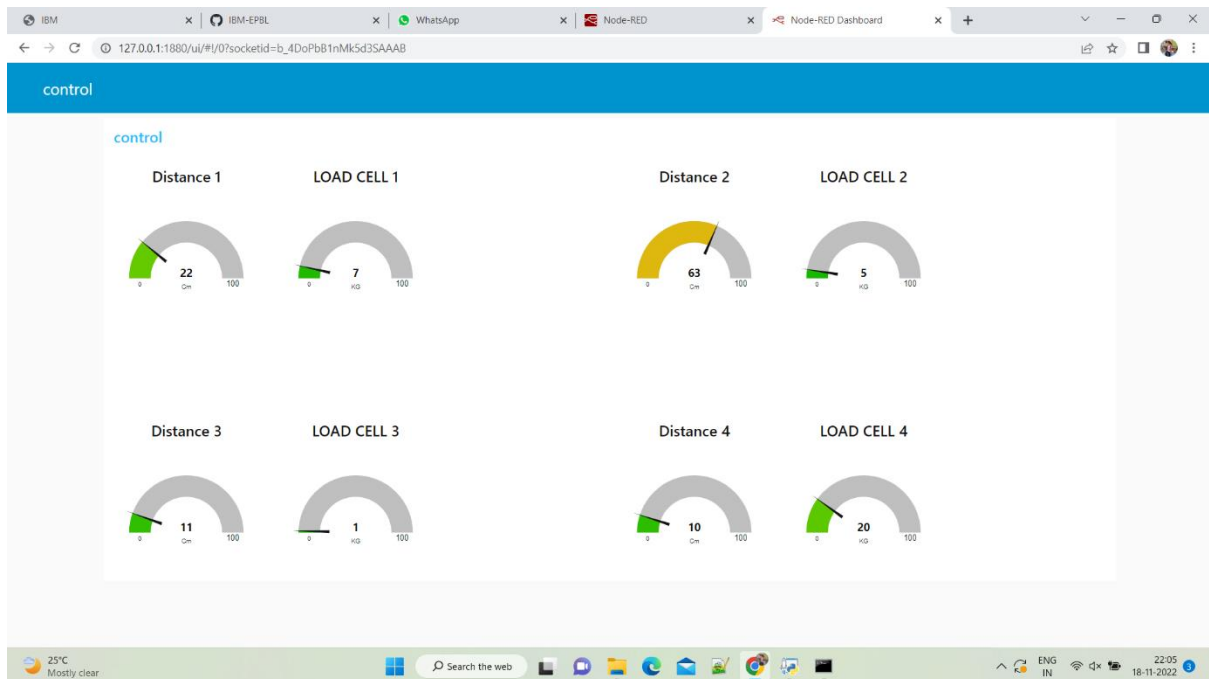 IBM
IBM-EPBL
WhatsApp
Node-RED
Node-RED Dashboard
127.0.0.1:1880/ui/#!/0?socketid=b_4DoPbB1nMk5d3SAAAB
control
control
Distance 1 LOAD CELL 1 Distance 2 LOAD CELL 2
22 7 63 5
0 Cm 100 0 KG 100 0 Cm 100 0 KG 100
Distance 3 LOAD CELL 3 Distance 4 LOAD CELL 4
11 1 10 20
0 Cm 100 0 KG 100 0 Cm 100 0 KG 100
25°C
Mostly clear
Search the web
ENG
IN
22:05
18-11-2022
3